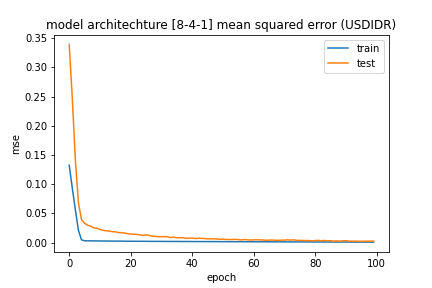 model architechture [8-4-1] mean squared error (USDIDR)
0.35
0.30
0.25
0.20
0.15
0.10
0.05
0.00
mse
train
test
0 20 40 60 80 100
epoch